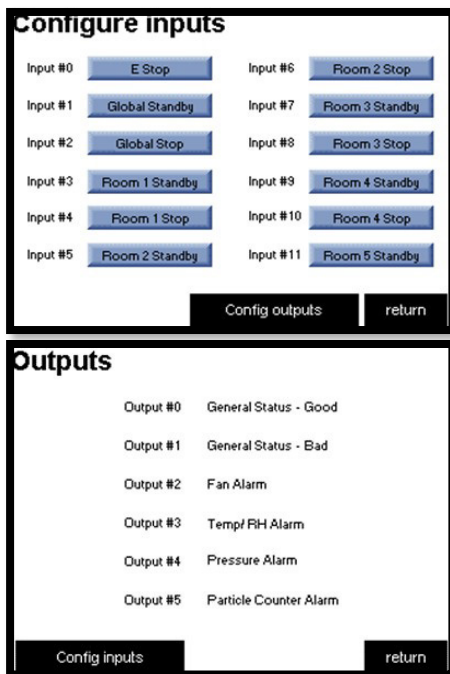 Configure inputs
Input #0 E Stop Input #6 Room 2 Stop
Input #1 Global Standby Input #7 Room 3 Standby
Input #2 Global Stop Input #8 Room 3 Stop
Input #3 Room 1 Standby Input #9 Room 4 Standby
Input #4 Room 1 Stop Input #10 Room 4 Stop
Input #5 Room 2 Standby Input #11 Room 5 Standby
Config outputs return
Outputs
Output #0 General Status - Good
Output #1 General Status - Bad
Output #2 Fan Alarm
Output #3 Temp/ RH Alarm
Output #4 Pressure Alarm
Output #5 Particle Counter Alarm
Config inputs return